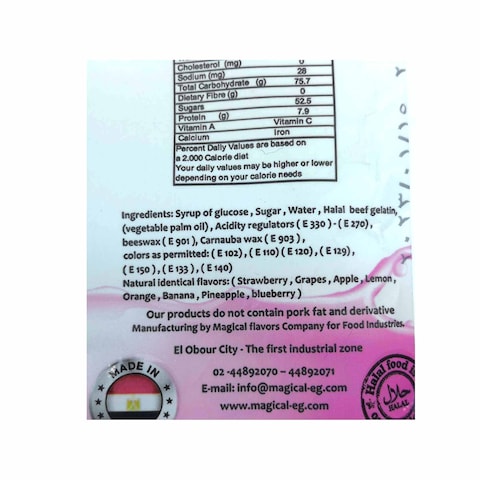 Cholesterol (mg) 0
Sodium (mg) 28
Total Carbohydrate (g) 75.7
Dietary Fibre (g) 0
Sugars 52.5
Protein (g) 7.9
Vitamin A Vitamin C
Calcium Iron
Percent Daily Values are based on
a 2.000 Calorie diet
Your daily values may be higher or lower
depending on your calorie needs
Ingredients: Syrup of glucose , Sugar , Water , Halal beef gelatin,
(vegetable palm oil) , Acidity regulators ( E 330) - (E 270) ,
beeswax ( E 901) , Carnauba wax ( E 903) ,
colors as permitted: ( E 102) , ( E 110) ( E 120) , (E 129) ,
(E 150 ) , (E 133 ) , (E 140)
Natural identical flavors: ( Strawberry , Grapes , Apple , Lemon ,
Orange , Banana , Pineapple , blueberry )
Our products do not contain pork fat and derivative
Manufacturing by Magical flavors Company for Food Industries.
El Obour City - The first industrial zone
02-44892070 - 44892071
E-mail: info@magical-eg.com
www.magical-eg.com
MADE IN
Halal food
حلال
HALAL